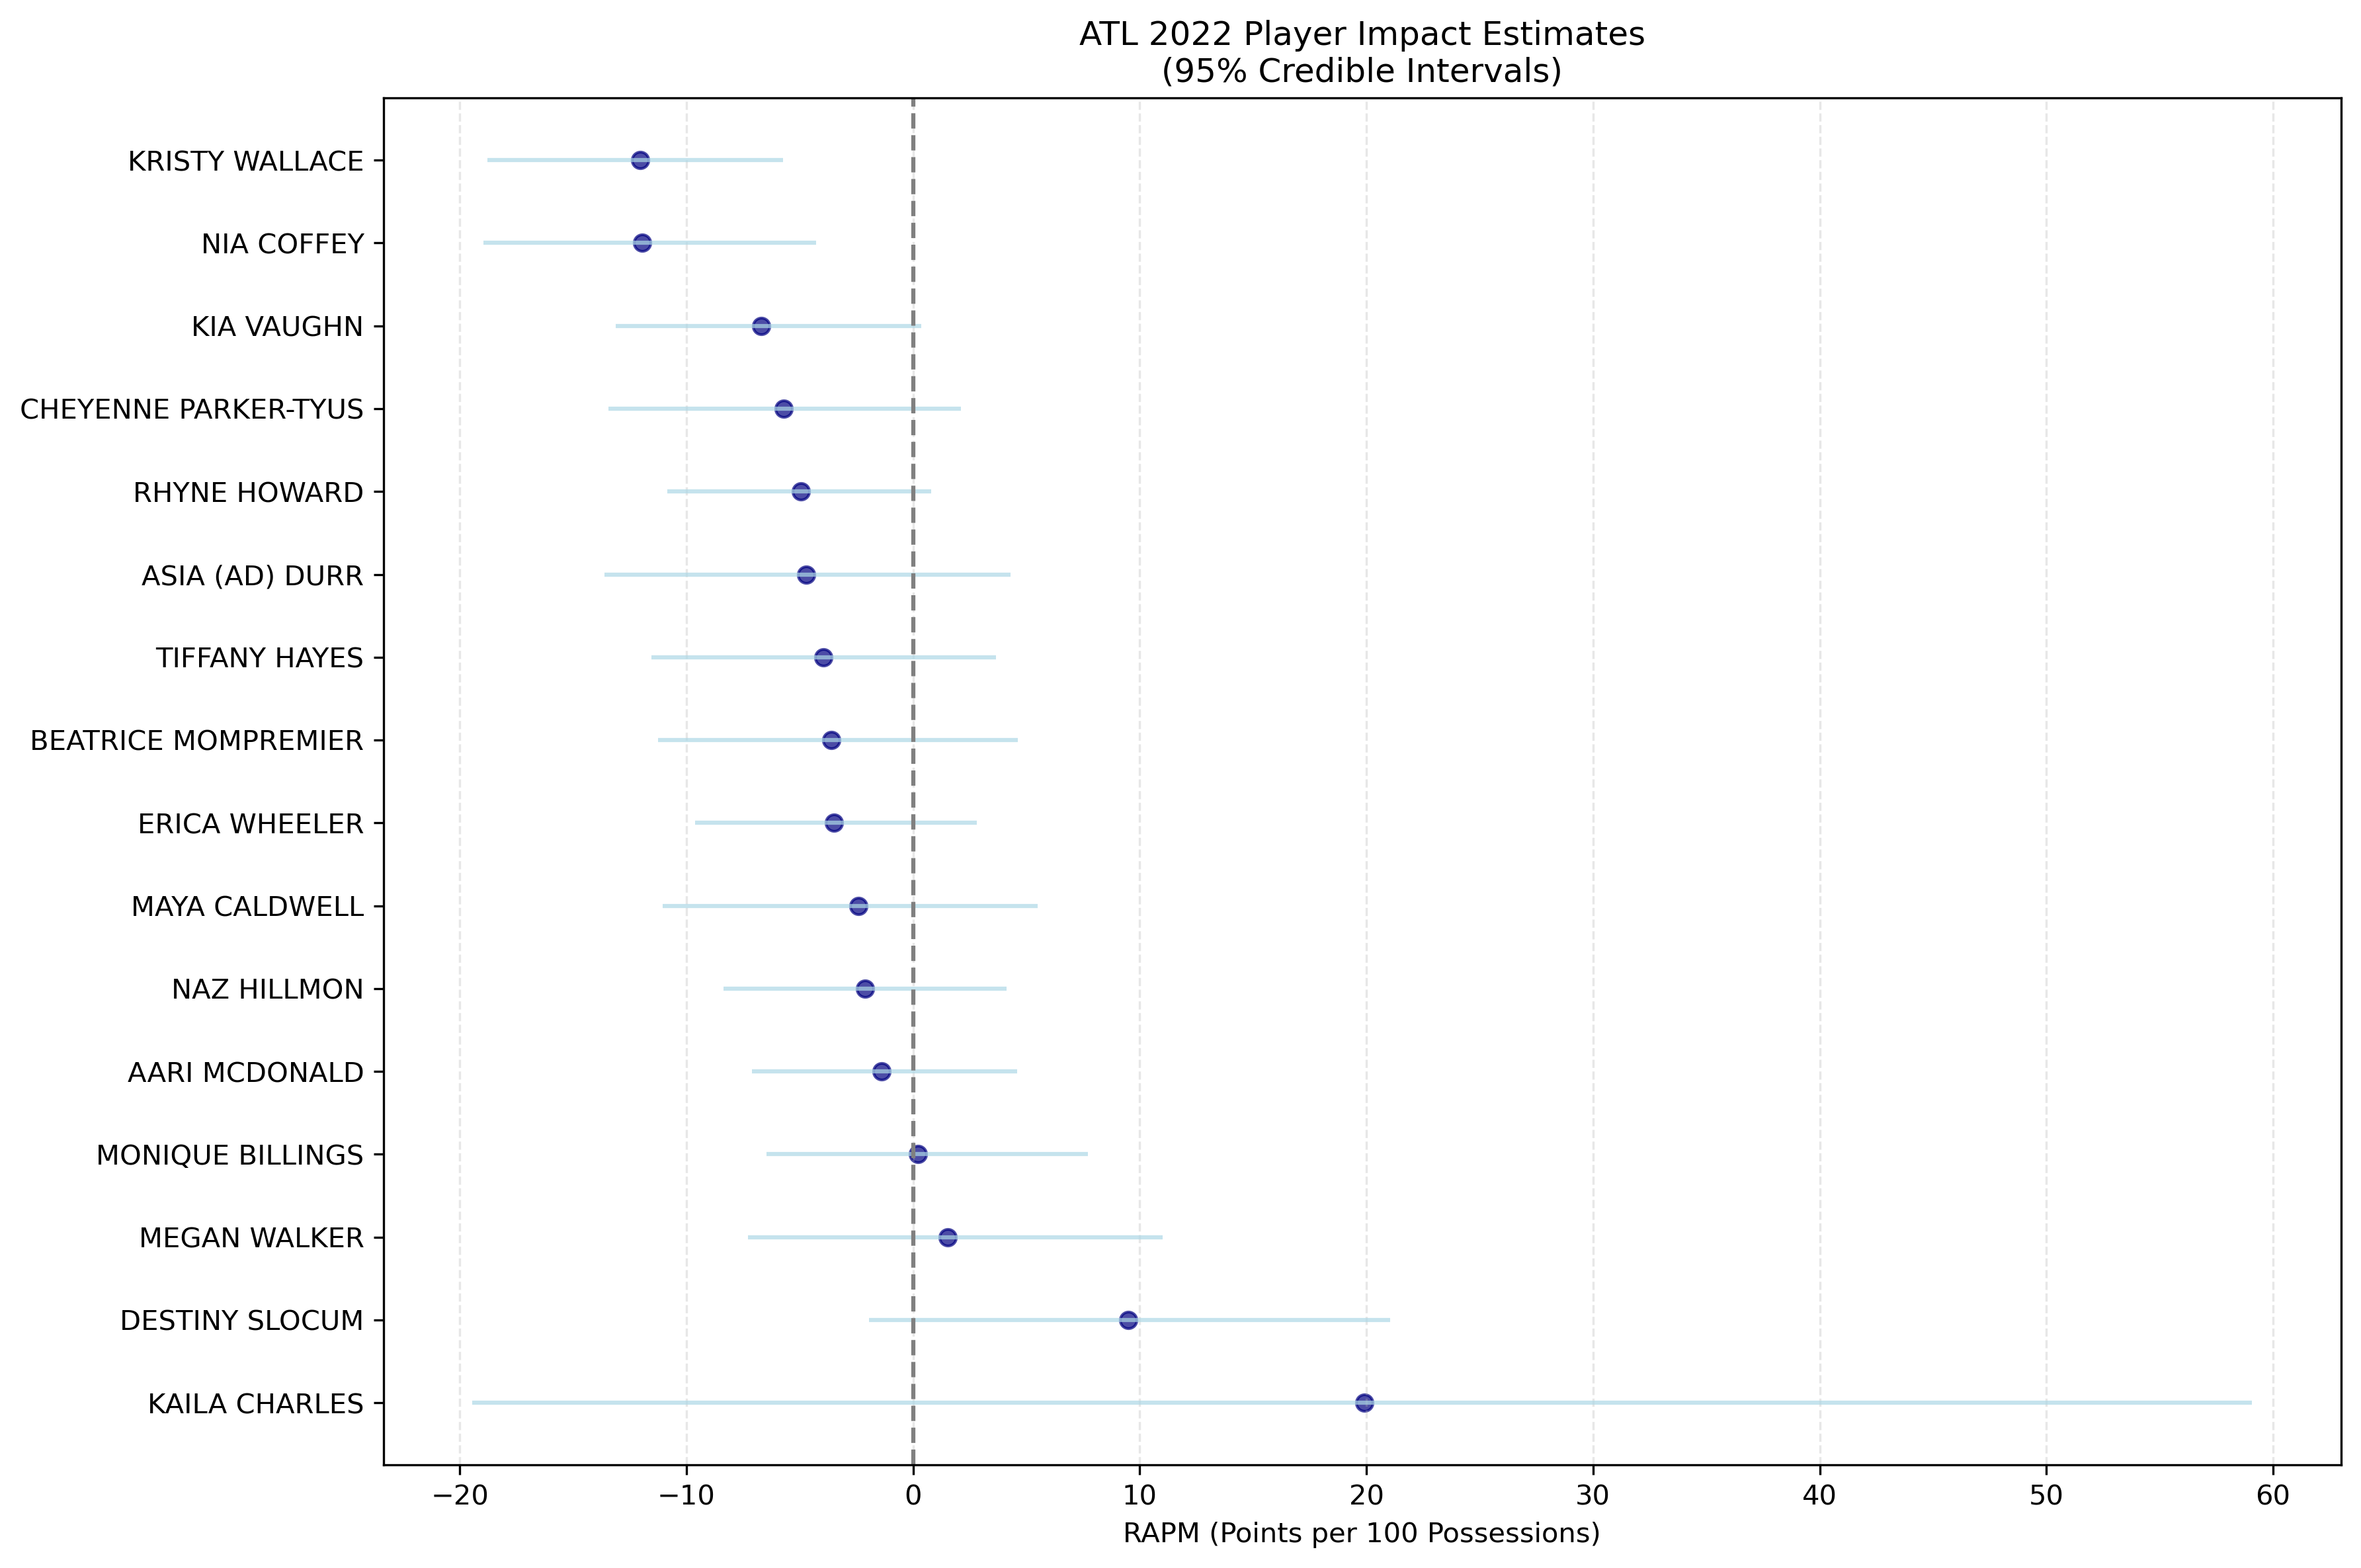 ATL 2022 Player Impact Estimates
(95% Credible Intervals)
KRISTY WALLACE
NIA COFFEY
KIA VAUGHN
CHEYENNE PARKER-TYUS
RHYNE HOWARD
ASIA (AD) DURR
TIFFANY HAYES
BEATRICE MOMPREMIER
ERICA WHEELER
MAYA CALDWELL
NAZ HILLMON
AARI MCDONALD
MONIQUE BILLINGS
MEGAN WALKER
DESTINY SLOCUM
KAILA CHARLES
−20 −10 0 10 20 30 40 50 60
RAPM (Points per 100 Possessions)